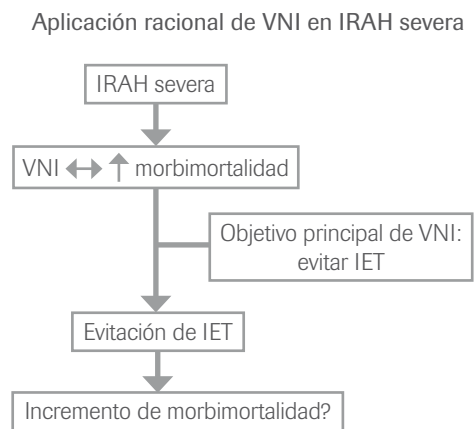 Aplicación racional de VNI en IRAH severa
IRAH severa
VNI ↔ ↑ morbimortalidad
Objetivo principal de VNI:
evitar IET
Evitación de IET
Incremento de morbimortalidad?